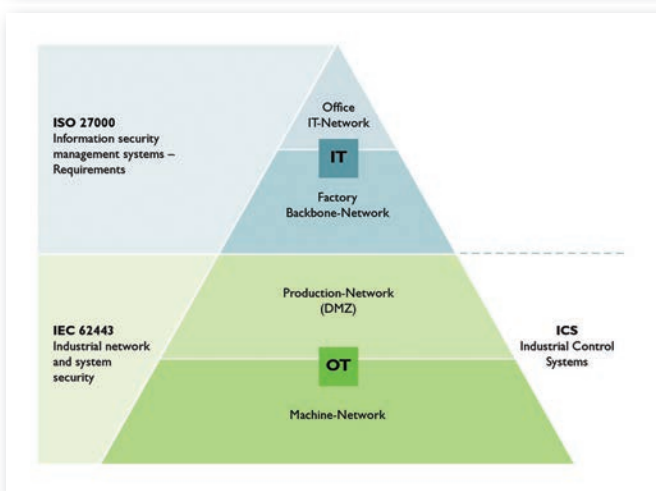 ISO 27000
Information security
management systems –
Requirements
Office
IT-Network
IT
Factory
Backbone-Network
IEC 62443
Industrial network
and system
security
Production-Network
(DMZ)
OT
Machine-Network
ICS
Industrial Control
Systems